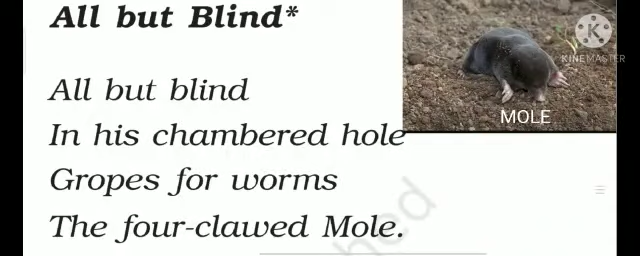 All but Blind*
KINEMASTER
All but blind
MOLE
In his chambered hole
Gropes for worms
The four-clawed Mole.
hed